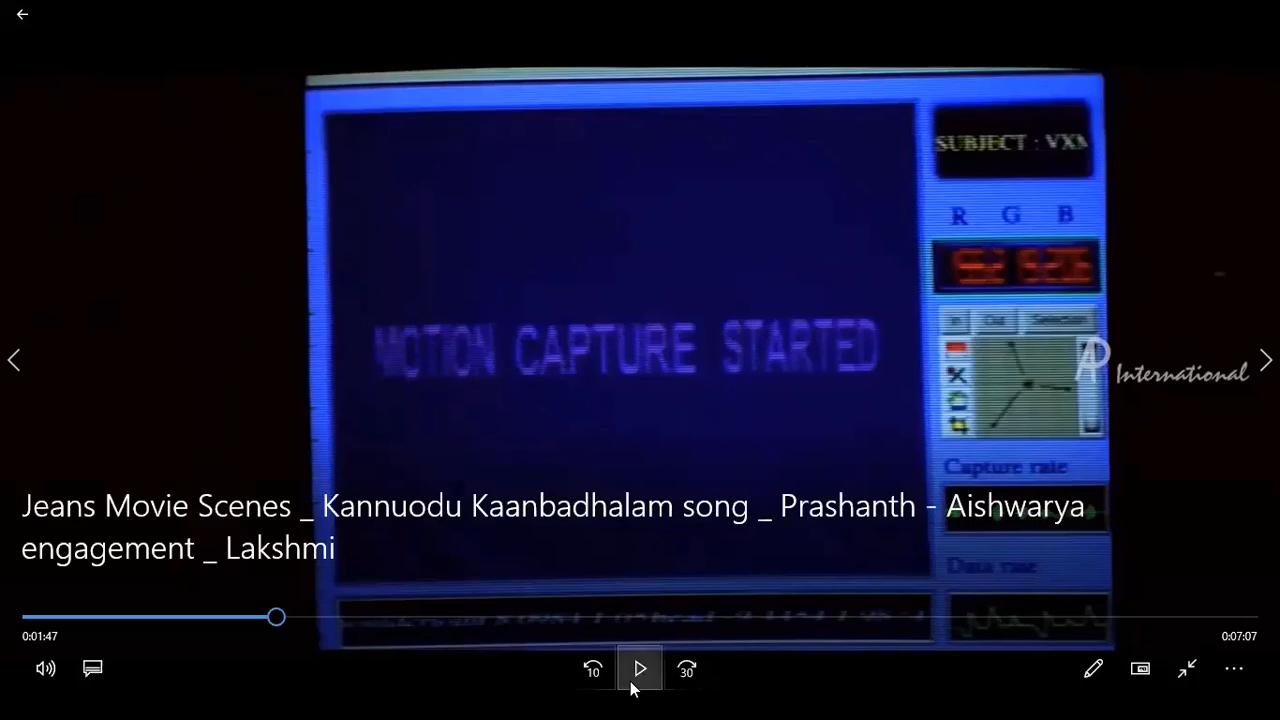 SUBJECT : VXM
R G B
MOTION CAPTURE STARTED
AP International
Capture rate
Jeans Movie Scenes _ Kannuodu Kaanbadhalam song _ Prashanth - Aishwarya
engagement _ Lakshmi
Data rate
0:01:47
0:07:07
10
30